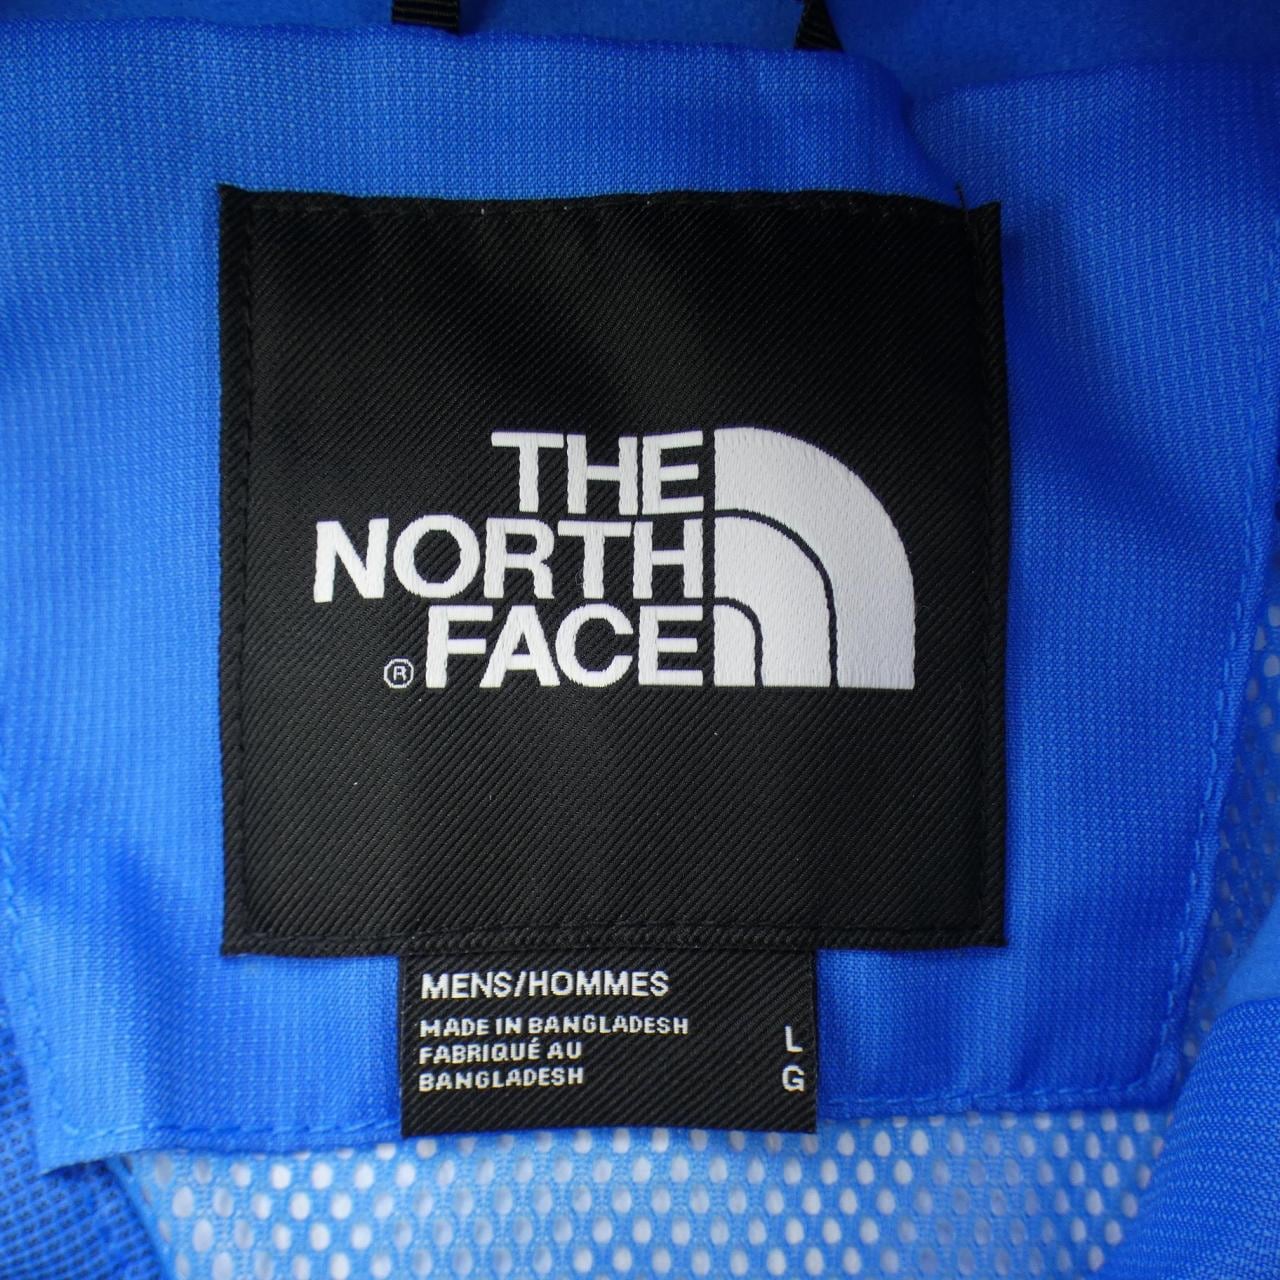 THE
NORTH
® FACE
MENS/HOMMES
MADE IN BANGLADESH
FABRIQUÉ AU
BANGLADESH
L
G